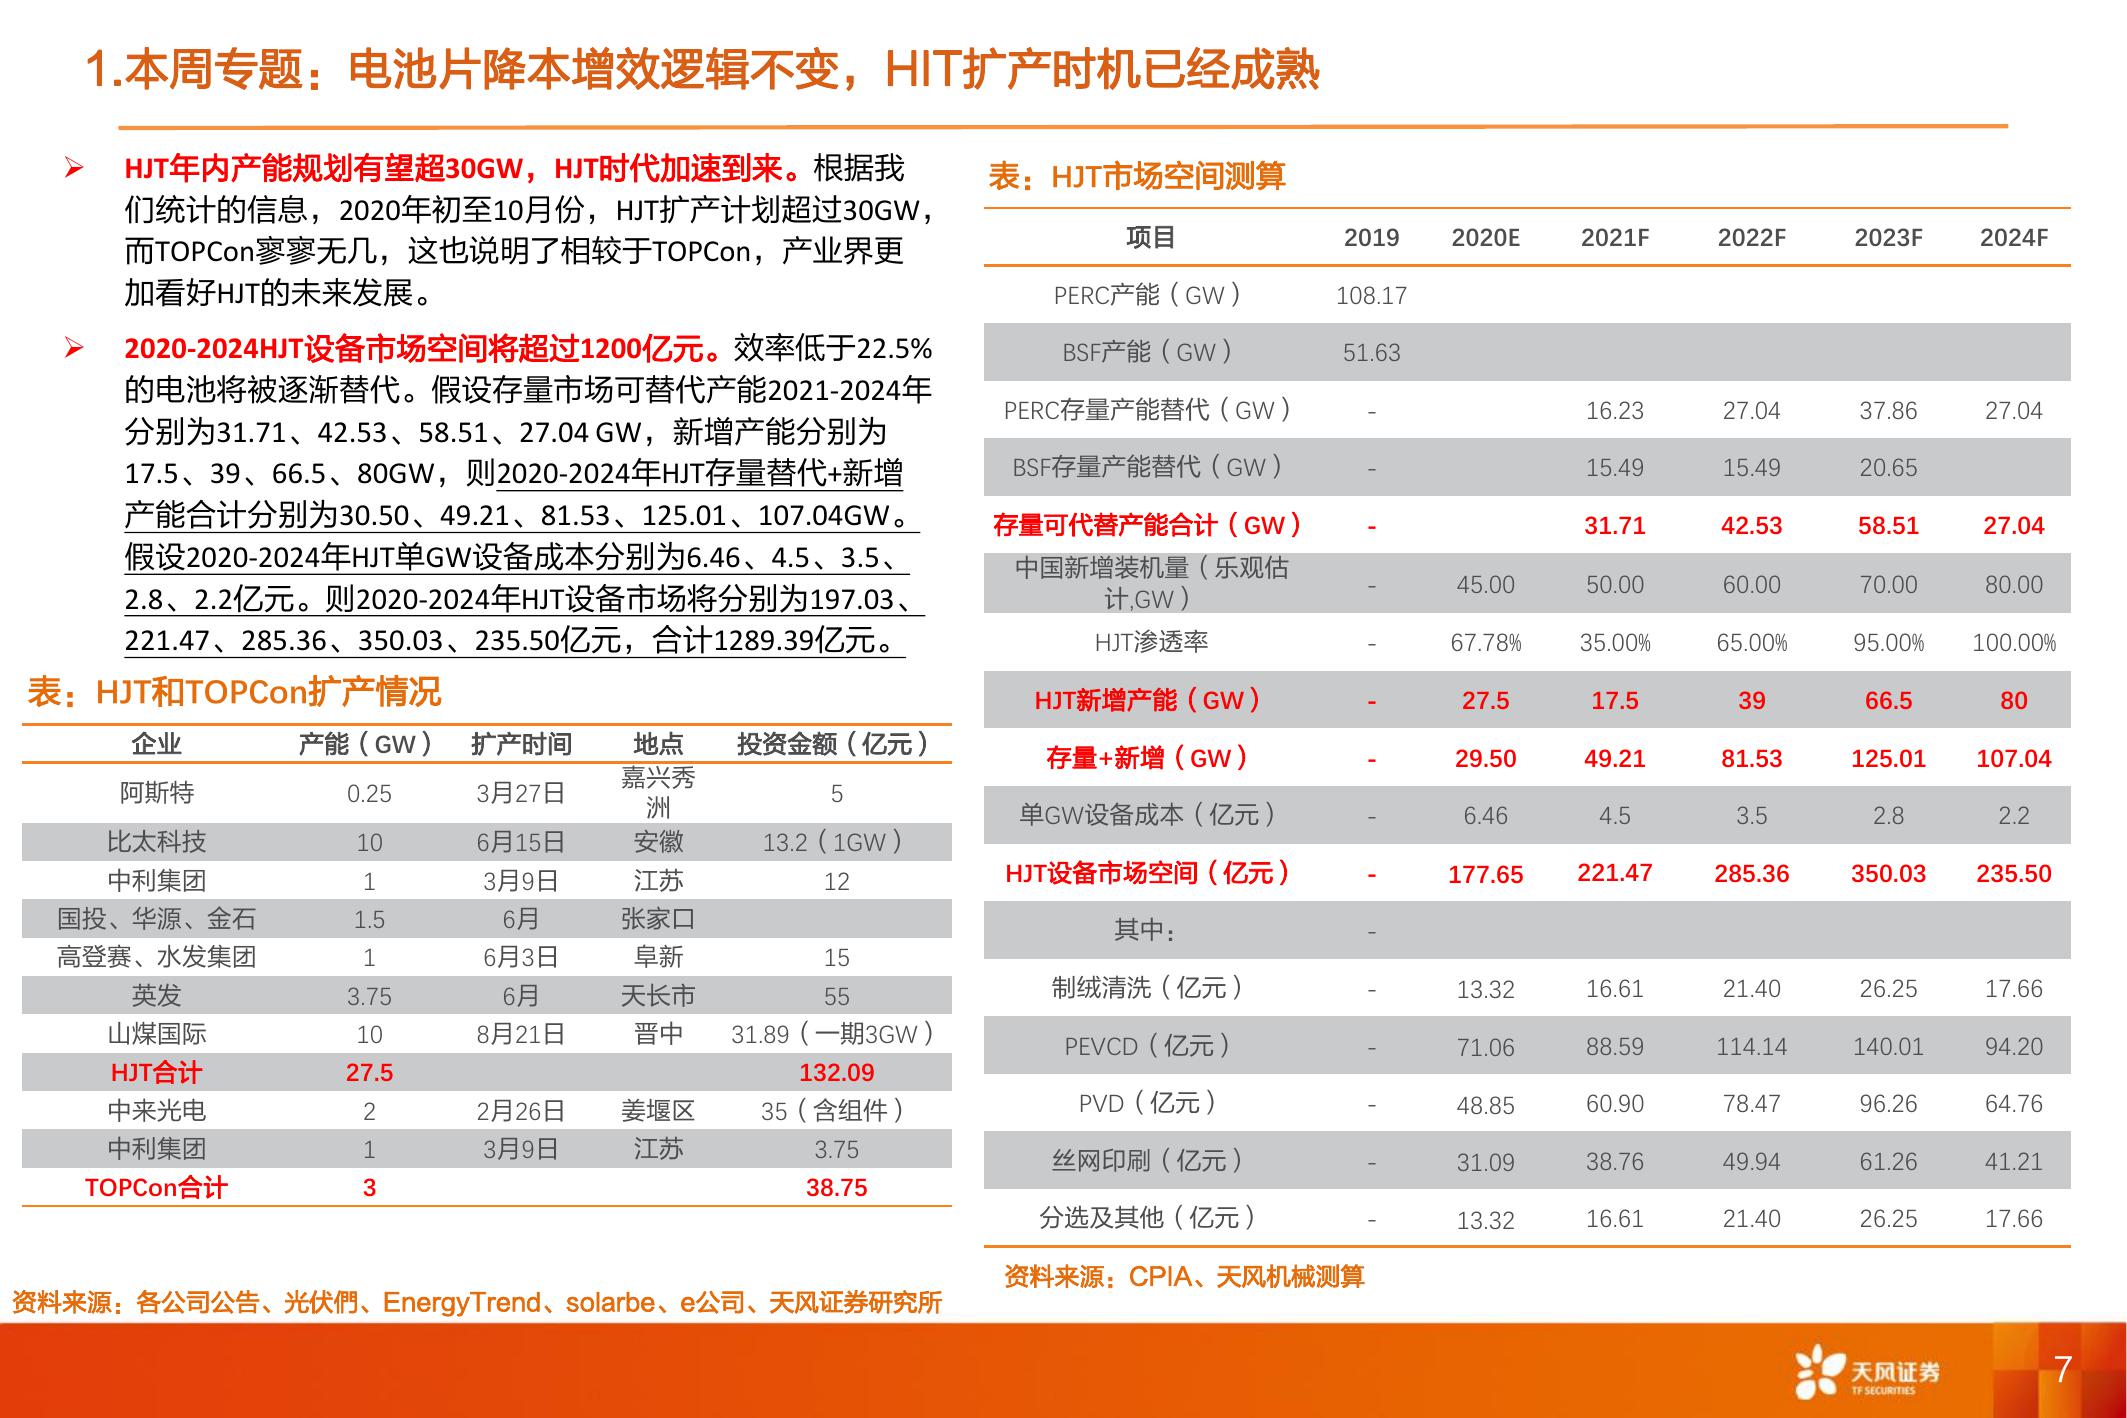 1.本周专题：电池片降本增效逻辑不变，HIT扩产时机已经成熟
➢ HJT年内产能规划有望超30GW，HJT时代加速到来。根据我
们统计的信息，2020年初至10月份，HJT扩产计划超过30GW，
而TOPCon寥寥无几，这也说明了相较于TOPCon，产业界更
加看好HJT的未来发展。
➢ 2020-2024HJT设备市场空间将超过1200亿元。效率低于22.5%
的电池将被逐渐替代。假设存量市场可替代产能2021-2024年
分别为31.71、42.53、58.51、27.04 GW，新增产能分别为
17.5、39、66.5、80GW，则2020-2024年HJT存量替代+新增
产能合计分别为30.50、49.21、81.53、125.01、107.04GW。
假设2020-2024年HJT单GW设备成本分别为6.46、4.5、3.5、
2.8、2.2亿元。则2020-2024年HJT设备市场将分别为197.03、
221.47、285.36、350.03、235.50亿元，合计1289.39亿元。
表：HJT和TOPCon扩产情况
企业 产能（GW） 扩产时间 地点 投资金额（亿元）
阿斯特 0.25 3月27日 嘉兴秀
洲 5
比太科技 10 6月15日 安徽 13.2（1GW）
中利集团 1 3月9日 江苏 12
国投、华源、金石 1.5 6月 张家口
高登赛、水发集团 1 6月3日 阜新 15
英发 3.75 6月 天长市 55
山煤国际 10 8月21日 晋中 31.89（一期3GW）
HJT合计 27.5 132.09
中来光电 2 2月26日 姜堰区 35（含组件）
中利集团 1 3月9日 江苏 3.75
TOPCon合计 3 38.75
资料来源：各公司公告、光伏們、EnergyTrend、solarbe、e公司、天风证券研究所
表：HJT市场空间测算
项目 2019 2020E 2021F 2022F 2023F 2024F
PERC产能（GW） 108.17
BSF产能（GW） 51.63
PERC存量产能替代（GW） - 16.23 27.04 37.86 27.04
BSF存量产能替代（GW） - 15.49 15.49 20.65
存量可代替产能合计（GW） - 31.71 42.53 58.51 27.04
中国新增装机量（乐观估
计,GW） - 45.00 50.00 60.00 70.00 80.00
HJT渗透率 - 67.78% 35.00% 65.00% 95.00% 100.00%
HJT新增产能（GW） - 27.5 17.5 39 66.5 80
存量+新增（GW） - 29.50 49.21 81.53 125.01 107.04
单GW设备成本（亿元） - 6.46 4.5 3.5 2.8 2.2
HJT设备市场空间（亿元） - 177.65 221.47 285.36 350.03 235.50
其中： -
制绒清洗（亿元） - 13.32 16.61 21.40 26.25 17.66
PEVCD（亿元） - 71.06 88.59 114.14 140.01 94.20
PVD（亿元） - 48.85 60.90 78.47 96.26 64.76
丝网印刷（亿元） - 31.09 38.76 49.94 61.26 41.21
分选及其他（亿元） - 13.32 16.61 21.40 26.25 17.66
资料来源：CPIA、天风机械测算
天风证券
TF SECURITIES
7